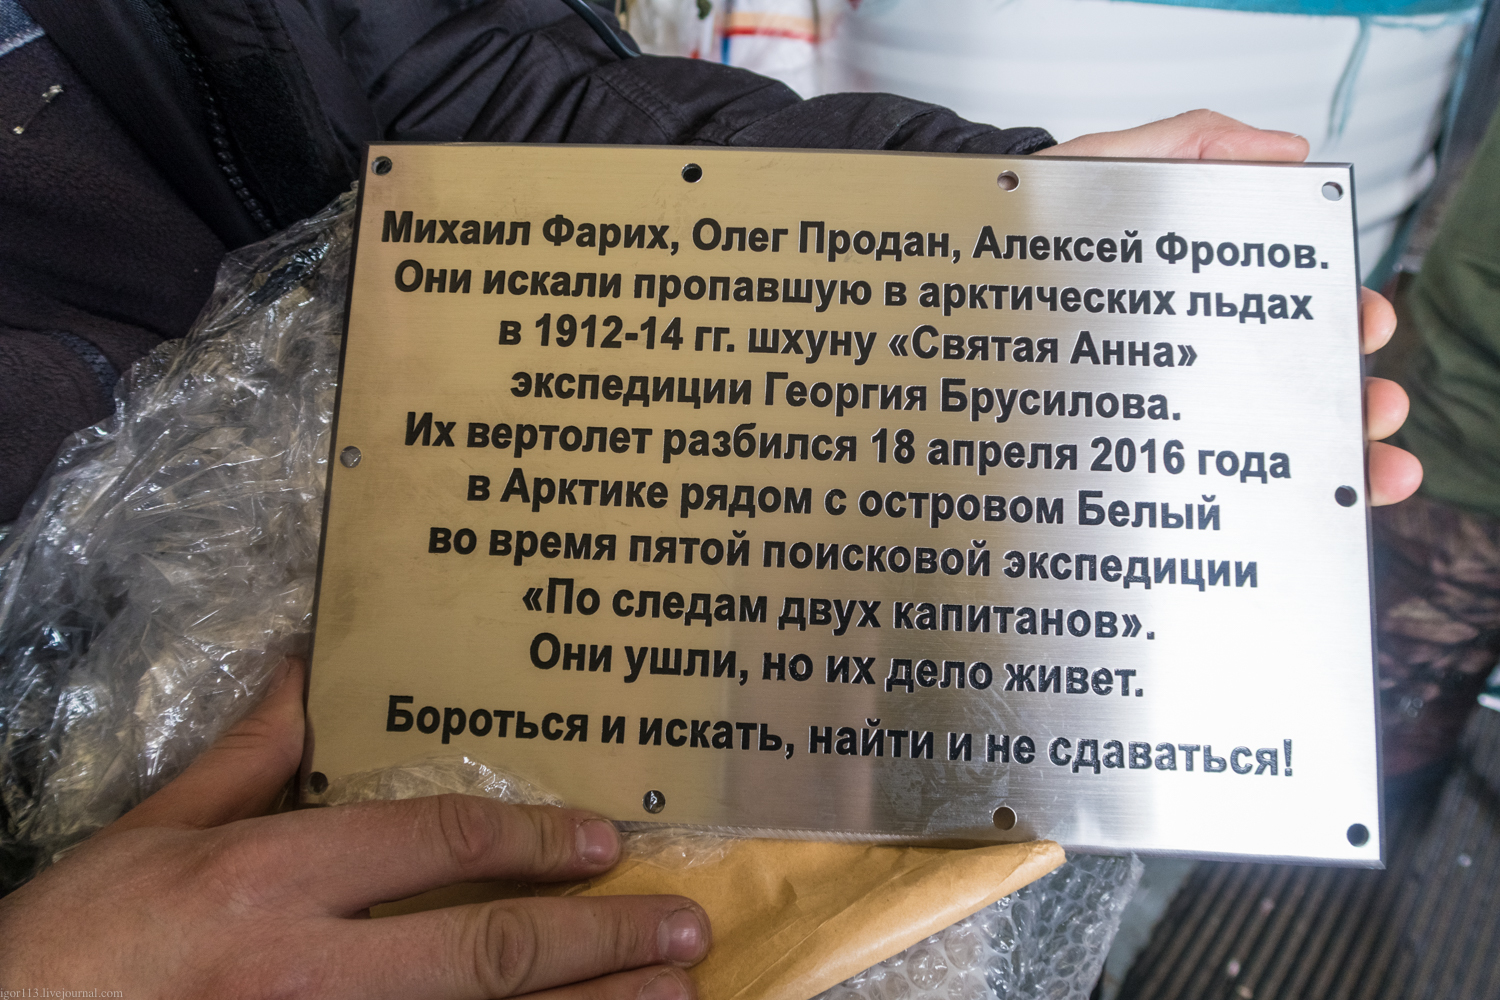 Михаил Фарих, Олег Продан, Алексей Фролов.
Они искали пропавшую в арктических льдах
в 1912-14 гг. шхуну «Святая Анна»
экспедиции Георгия Брусилова.
Их вертолет разбился 18 апреля 2016 года
в Арктике рядом с островом Белый
во время пятой поисковой экспедиции
«По следам двух капитанов».
Они ушли, но их дело живет.
Бороться и искать, найти и не сдаваться!
igor113.livejournal.com